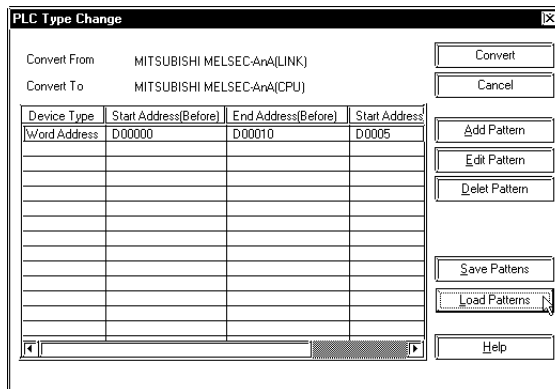 PLC Type Change
Convert From MITSUBISHI MELSEC-AnA(LINK)
Convert To MITSUBISHI MELSEC-AnA(CPU)
Device Type Start Address(Before) End Address(Before) Start Address
Word Address D00000 D00010 D0005
Convert
Cancel
Add Pattern
Edit Pattern
Delet Pattern
Save Pattens
Load Patterns
Help